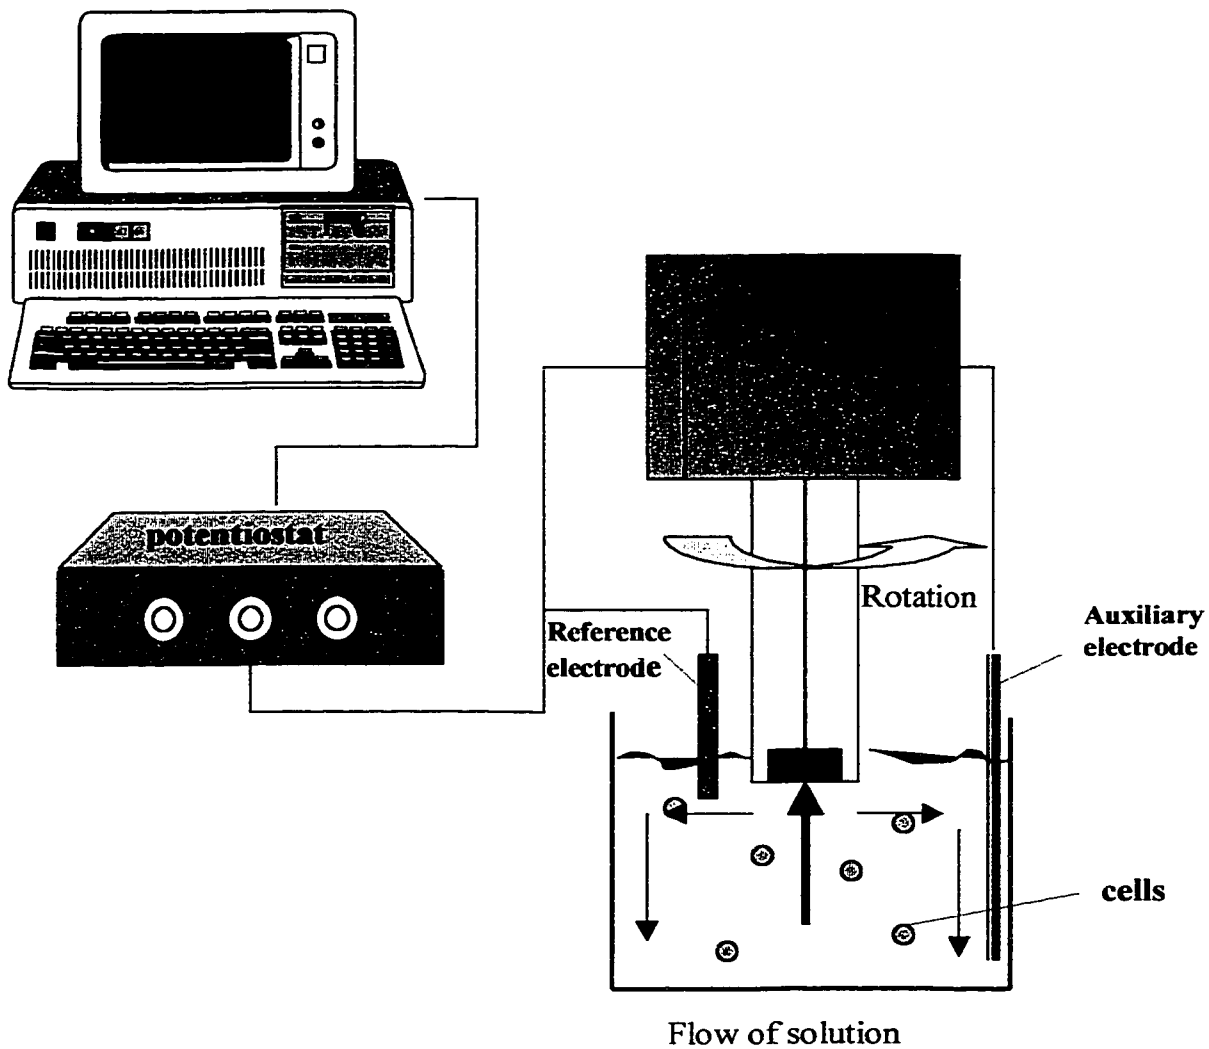 potentiostat
Rotation
Reference
electrode
Auxiliary
electrode
cells
Flow of solution